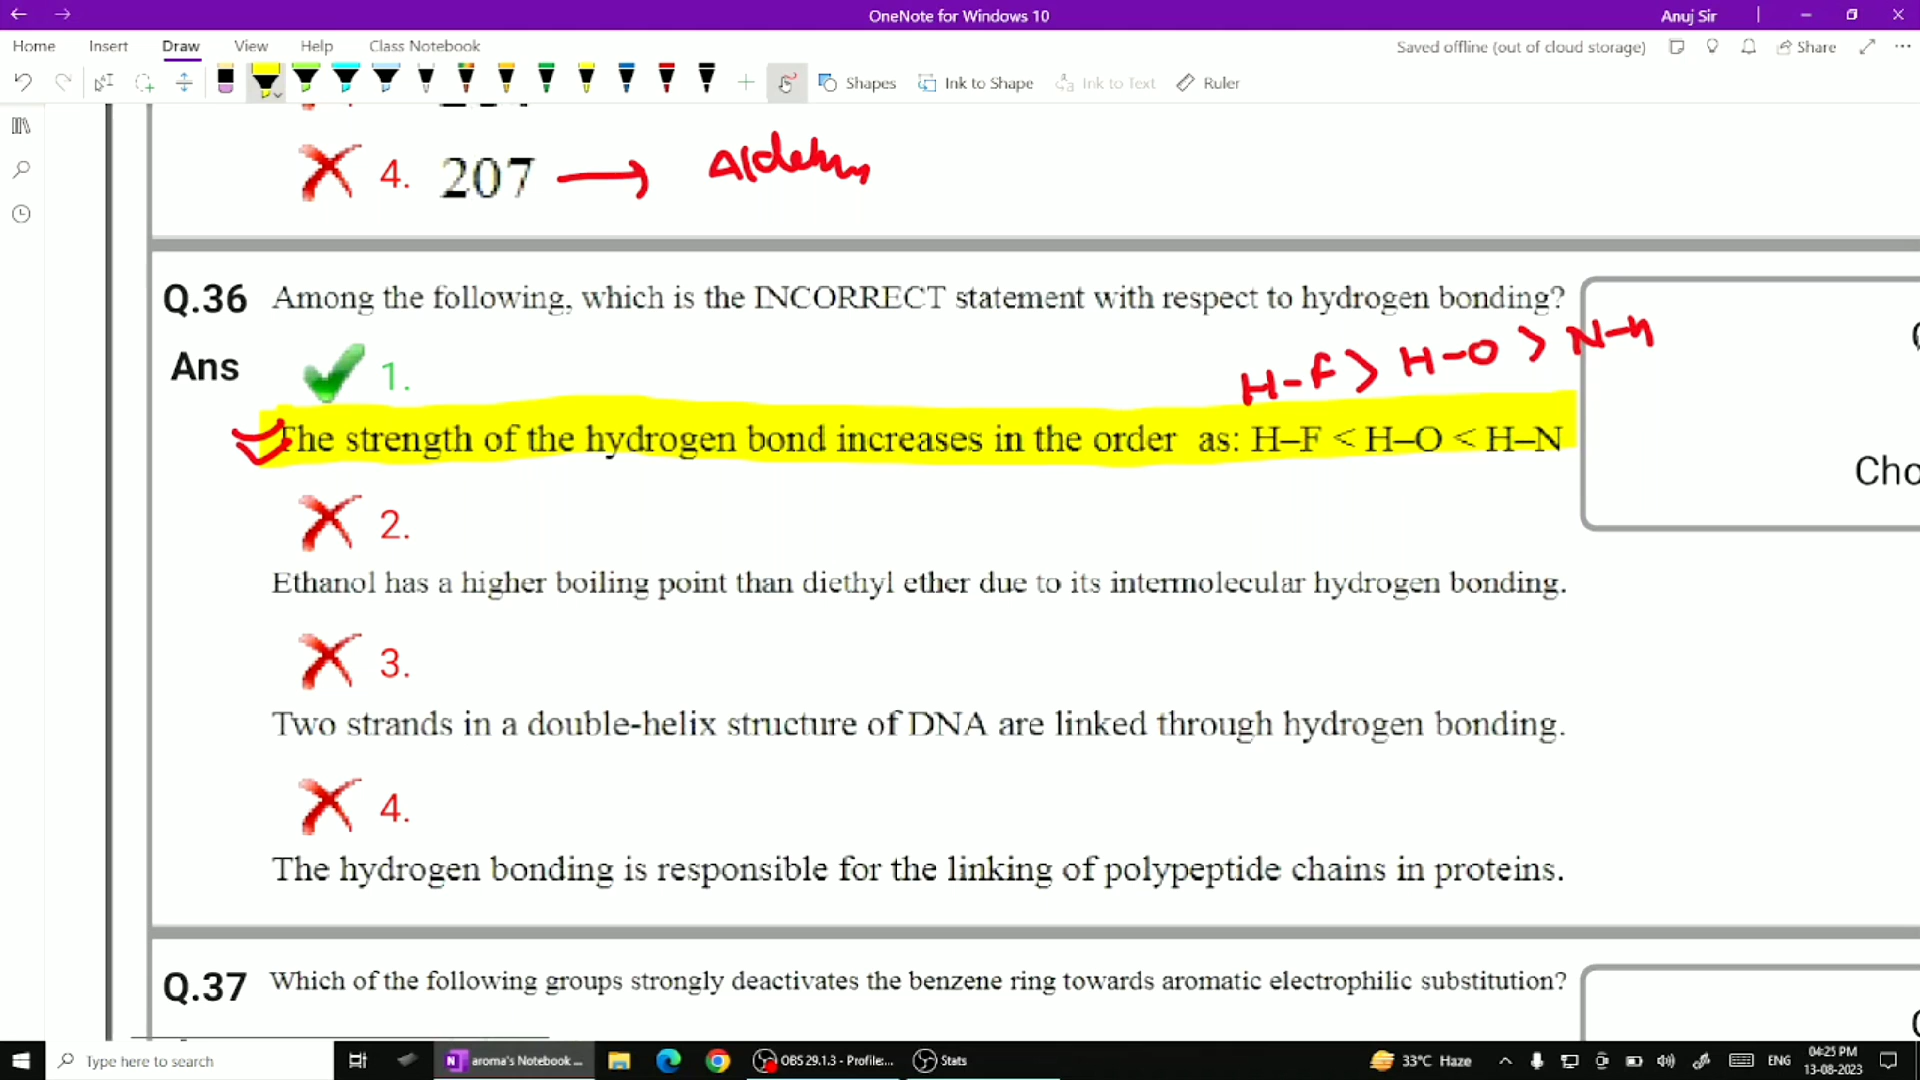 OneNote for Windows 10
Anuj Sir
Home Insert Draw View Help Class Notebook
Saved offline (out of cloud storage) Share
Shapes Ink to Shape Ink to Text Ruler
4. 207
Q.36 Among the following, which is the INCORRECT statement with respect to hydrogen bonding?
H-F > H-O > N-H
Ans 1.
The strength of the hydrogen bond increases in the order as: H–F < H–O < H–N
Cho
2.
Ethanol has a higher boiling point than diethyl ether due to its intermolecular hydrogen bonding.
3.
Two strands in a double-helix structure of DNA are linked through hydrogen bonding.
4.
The hydrogen bonding is responsible for the linking of polypeptide chains in proteins.
Q.37 Which of the following groups strongly deactivates the benzene ring towards aromatic electrophilic substitution?
Type here to search
aroma's Notebook ...
OBS 29.1.3 - Profile:...
Stats
33°C Haze
ENG
04:25 PM
13-08-2023